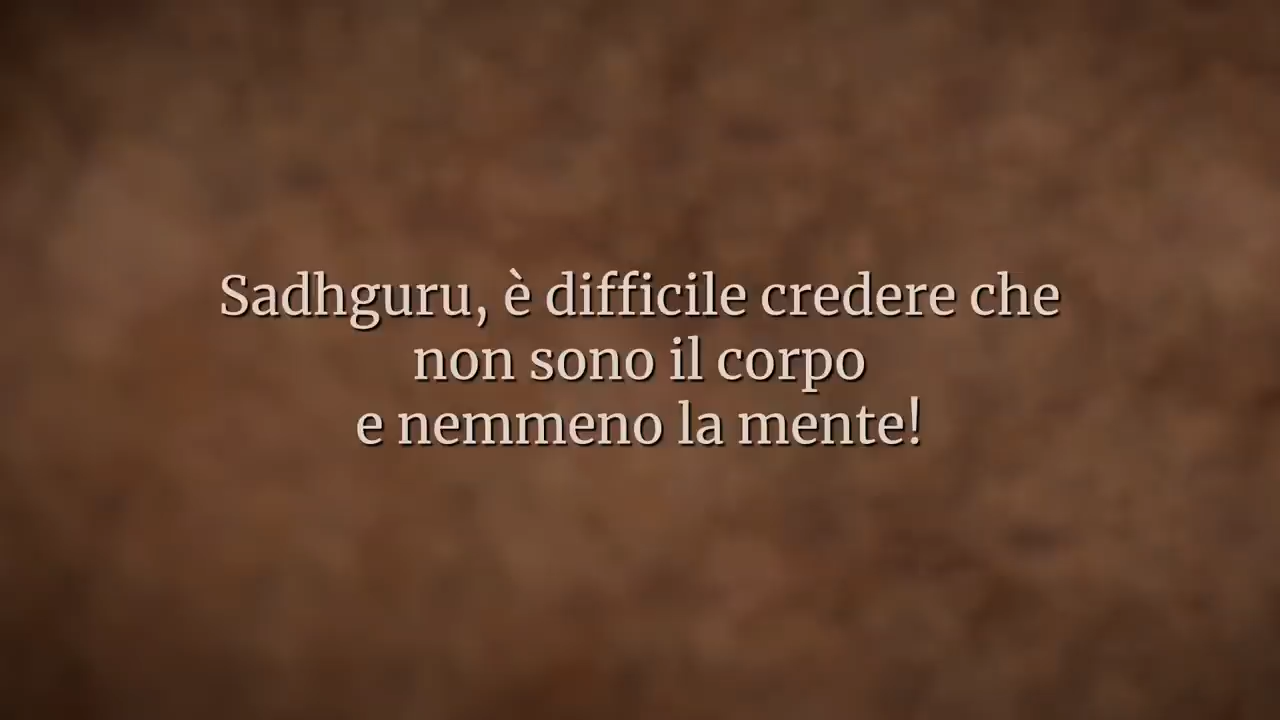 Sadhguru, è difficile credere che
non sono il corpo
e nemmeno la mente!